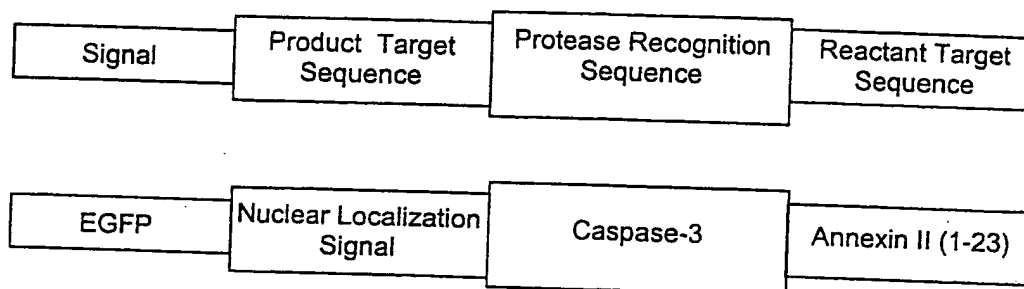 Signal
Product Target
Sequence
Protease Recognition
Sequence
Reactant Target
Sequence
EGFP
Nuclear Localization
Signal
Caspase-3
Annexin II (1-23)